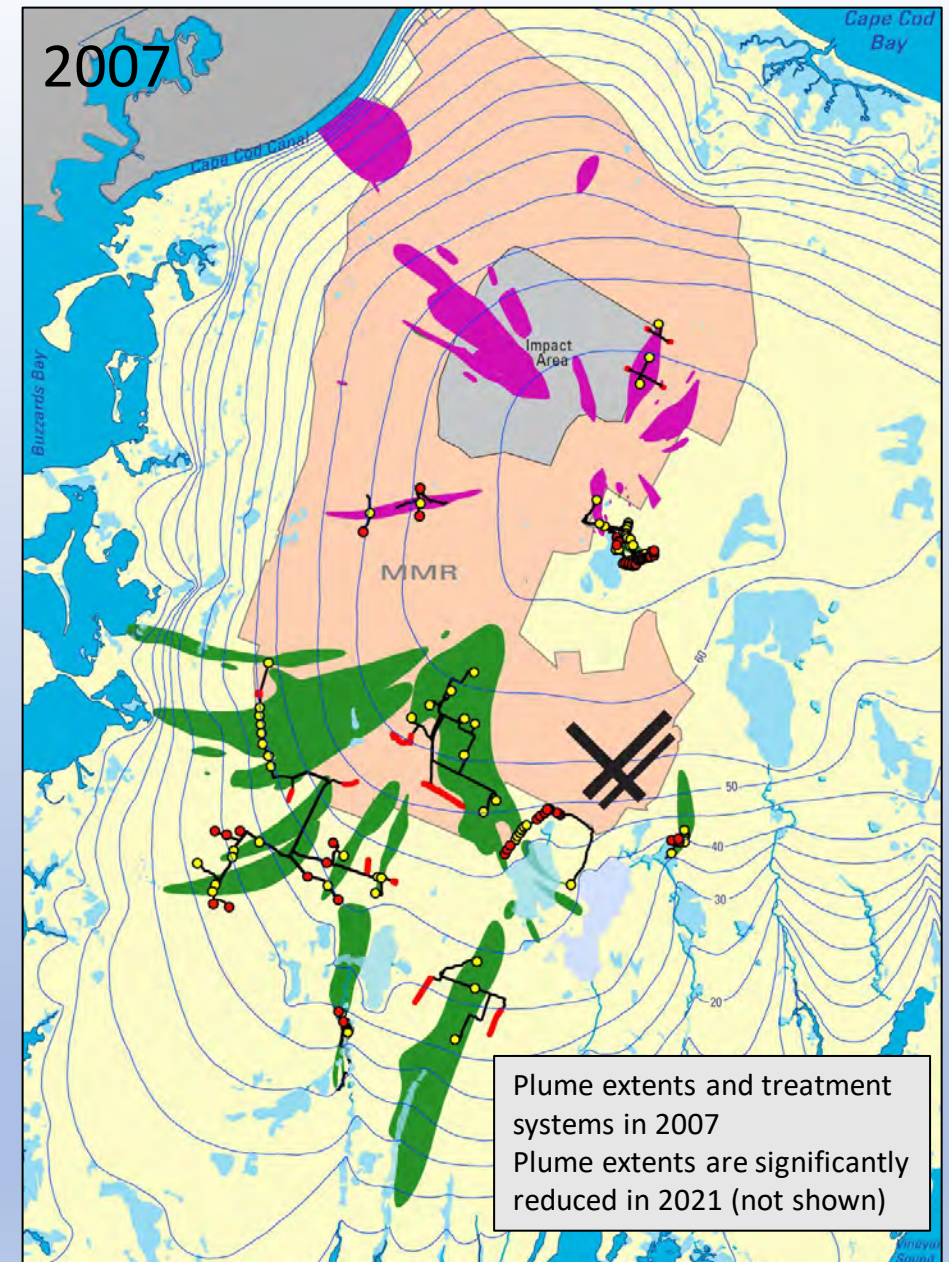 2007
Cape Cod
Bay
Cape Cod Canal
Buzzards Bay
Impact
Area
MMR
60
50
40
30
20
Plume extents and treatment
systems in 2007
Plume extents are significantly
reduced in 2021 (not shown)
Sound